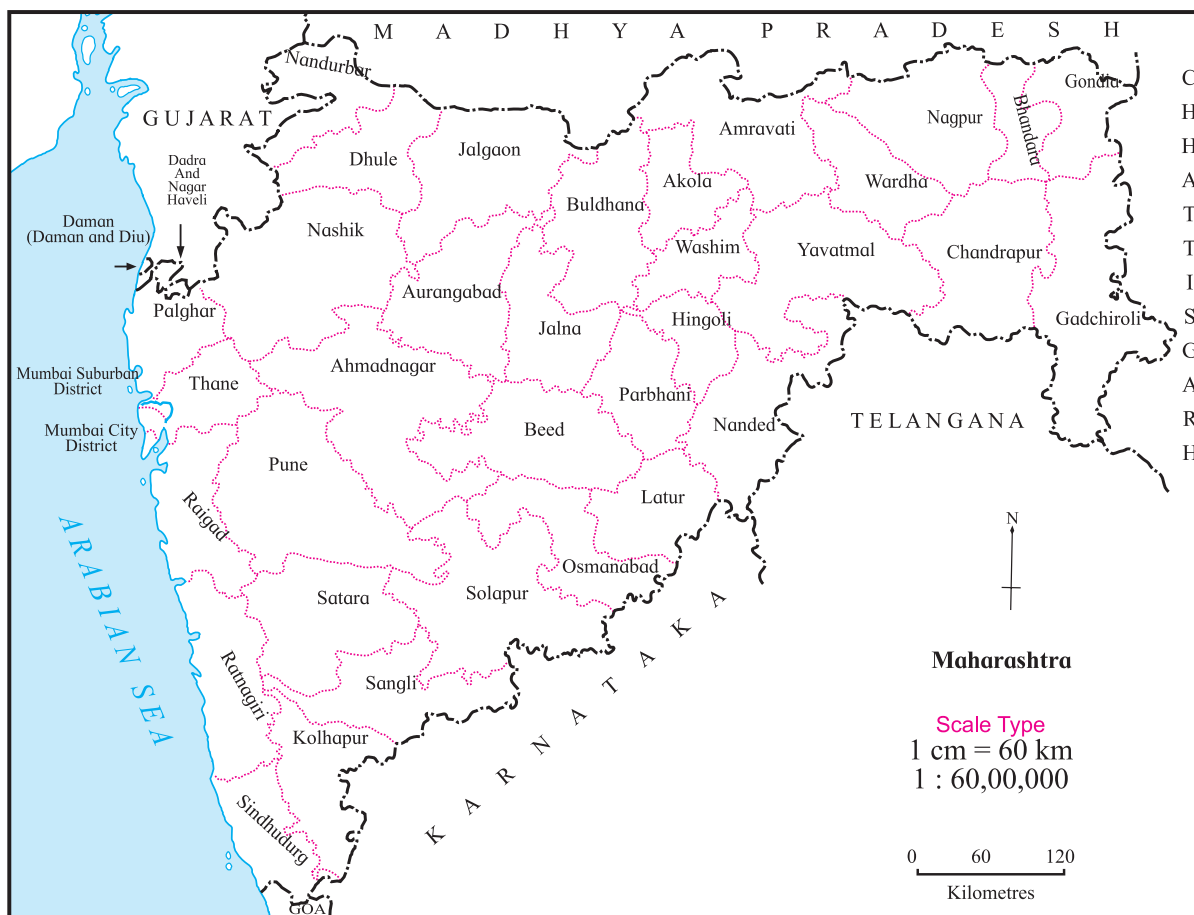 M A D H Y A P R A D E S H
C H H A T T I S G A R H
GUJARAT
Nandurbar
Gondia
Bhandara
Nagpur
Amravati
Dadra
And
Nagar
Haveli
Dhule
Jalgaon
Akola
Wardha
Buldhana
Daman
(Daman and Diu)
Nashik
Washim
Yavatmal
Chandrapur
Aurangabad
Palghar
Jalna
Hingoli
Gadchiroli
Ahmadnagar
Mumbai Suburban
District
Thane
Parbhani
Mumbai City
District
Beed
Nanded
TELANGANA
Pune
Latur
Raigad
ARABIAN SEA
N
Osmanabad
Satara
Solapur
KARNATAKA
Ratnagiri
Sangli
Maharashtra
Kolhapur
Scale Type
1 cm = 60 km
1 : 60,00,000
Sindhudurg
0 60 120
Kilometres
GOA